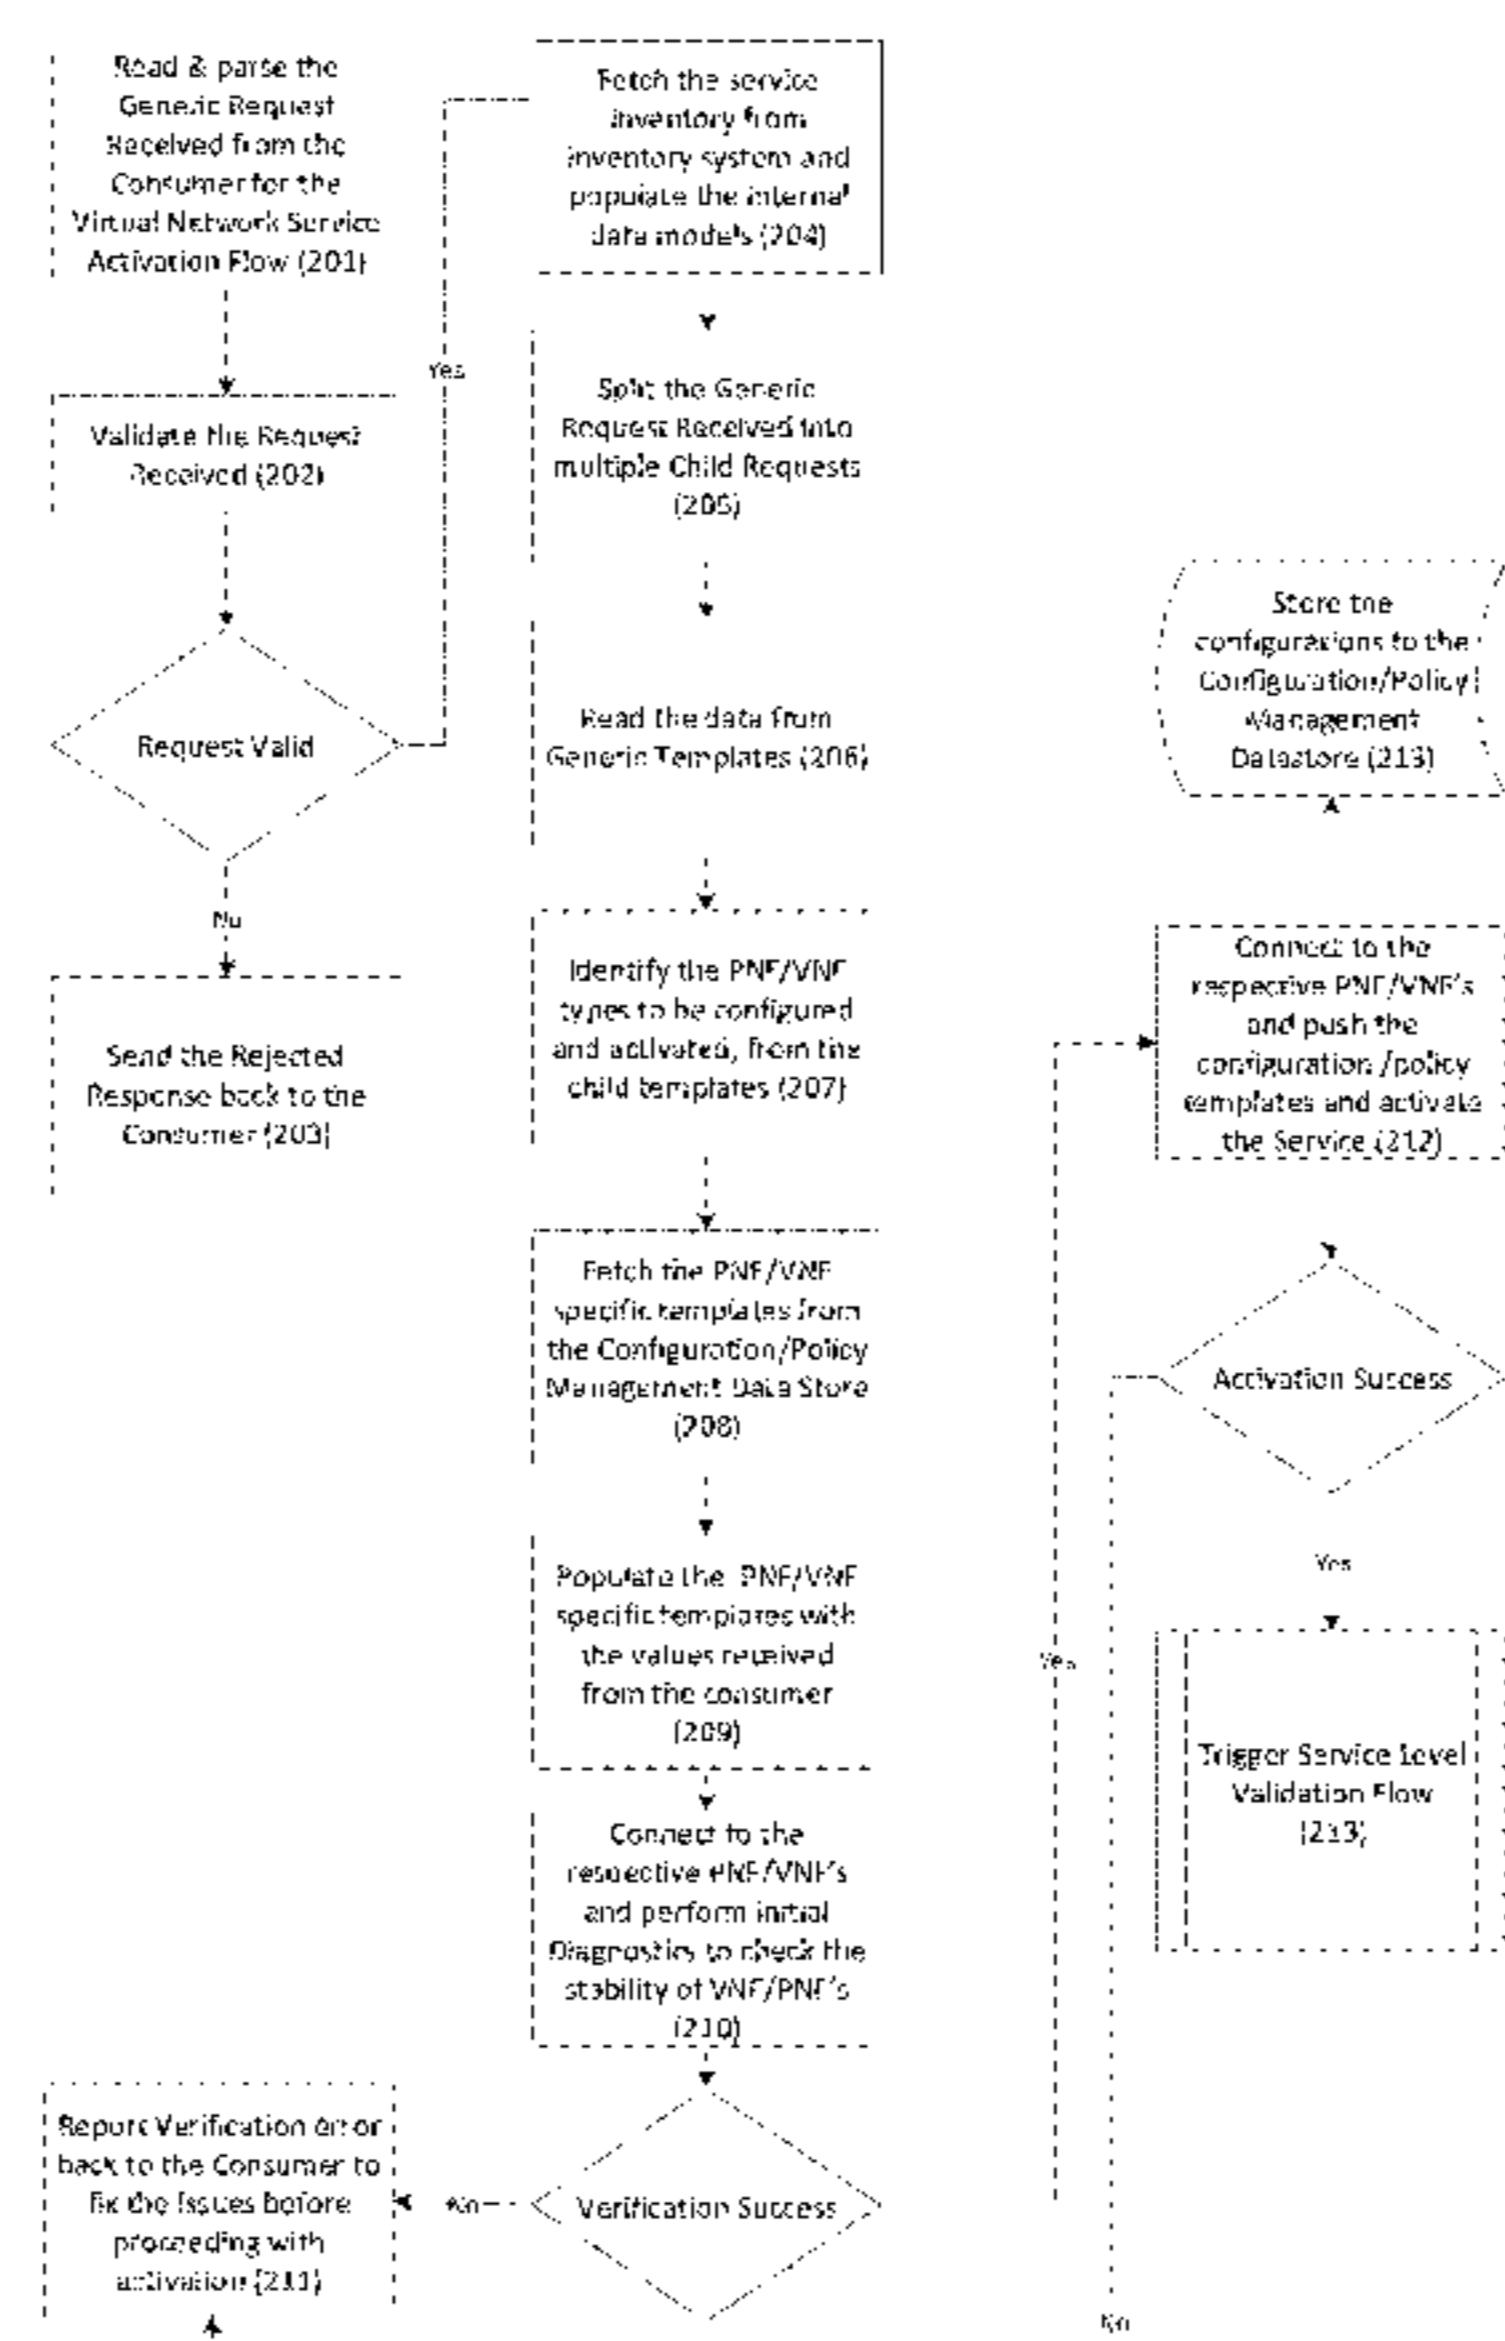 Read & parse the
Generic Request
Received from the
Consumer for the
Virtual Network Service
Activation Flow (201)
Validate the Request
Received (202)
Request Valid
No
Send the Rejected
Response back to the
Consumer (203)
Yes
Fetch the service
inventory from
inventory system and
populate the internal
data models (204)
Split the Generic
Request Received into
multiple Child Requests
(205)
Read the data from
Generic Templates (206)
Identify the PNF/VNF
types to be configured
and activated, from the
child templates (207)
Fetch the PNF/VNF
specific templates from
the Configuration/Policy
Management Data Store
(208)
Populate the PNF/VNF
specific templates with
the values received
from the consumer
(209)
Connect to the
respective PNF/VNF's
and perform initial
Diagnostics to check the
stability of VNF/PNF's
(210)
Verification Success
No
Report Verification error
back to the Consumer to
fix the Issues before
proceeding with
activation (211)
Yes
Connect to the
respective PNF/VNF's
and push the
configuration /policy
templates and activate
the Service (212)
Store the
configurations to the
Configuration/Policy
Management
Datastore (213)
Activation Success
Yes
Trigger Service Level
Validation Flow
(213)
No